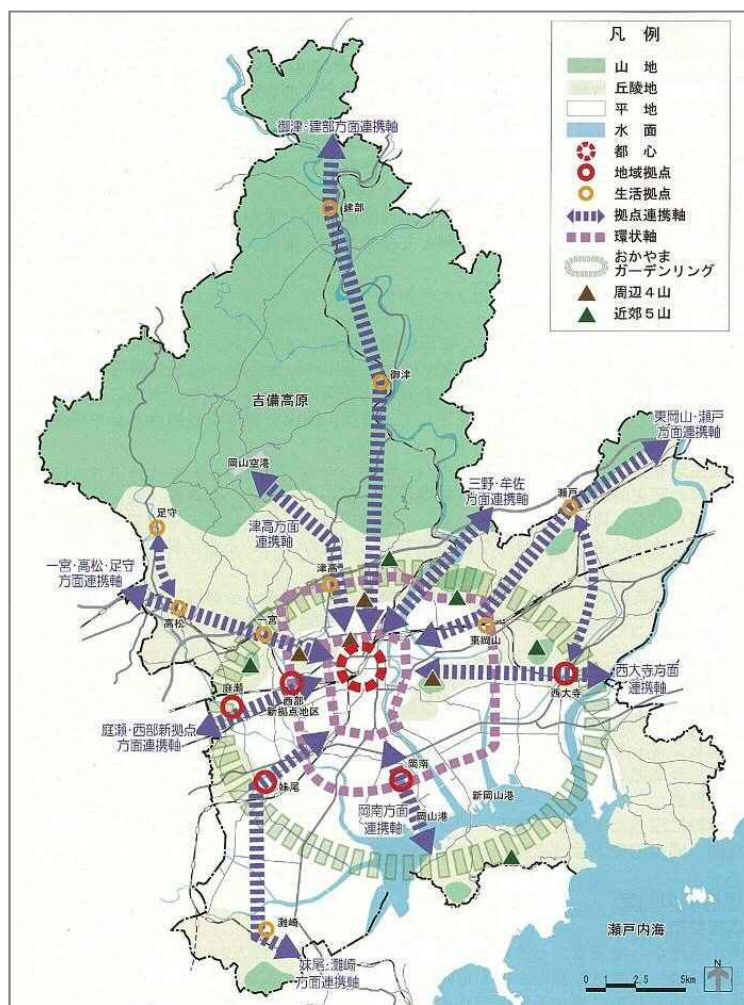 凡 例
山 地
丘陵地
平 地
水 面
都 心
地域拠点
生活拠点
拠点連携軸
環状軸
おかやま
ガーデンリング
周辺4山
近郊5山
御津・建部方面連携軸
建部
御津
吉備高原
東岡山・瀬戸
方面連携軸
岡山空港
三野・牟佐
方面連携軸
瀬戸
足守
津高方面
連携軸
一宮・高松・足守
方面連携軸
津高
高松
一宮
東岡山
西大寺方面
連携軸
西大寺
庭瀬
西部
新拠点地区
庭瀬・西部新拠点
方面連携軸
妹尾
岡南
新岡山港
岡南方面
連携軸
岡山港
灘崎
妹尾・灘崎
方面連携軸
瀬戸内海
N
0 1 2.5 5km